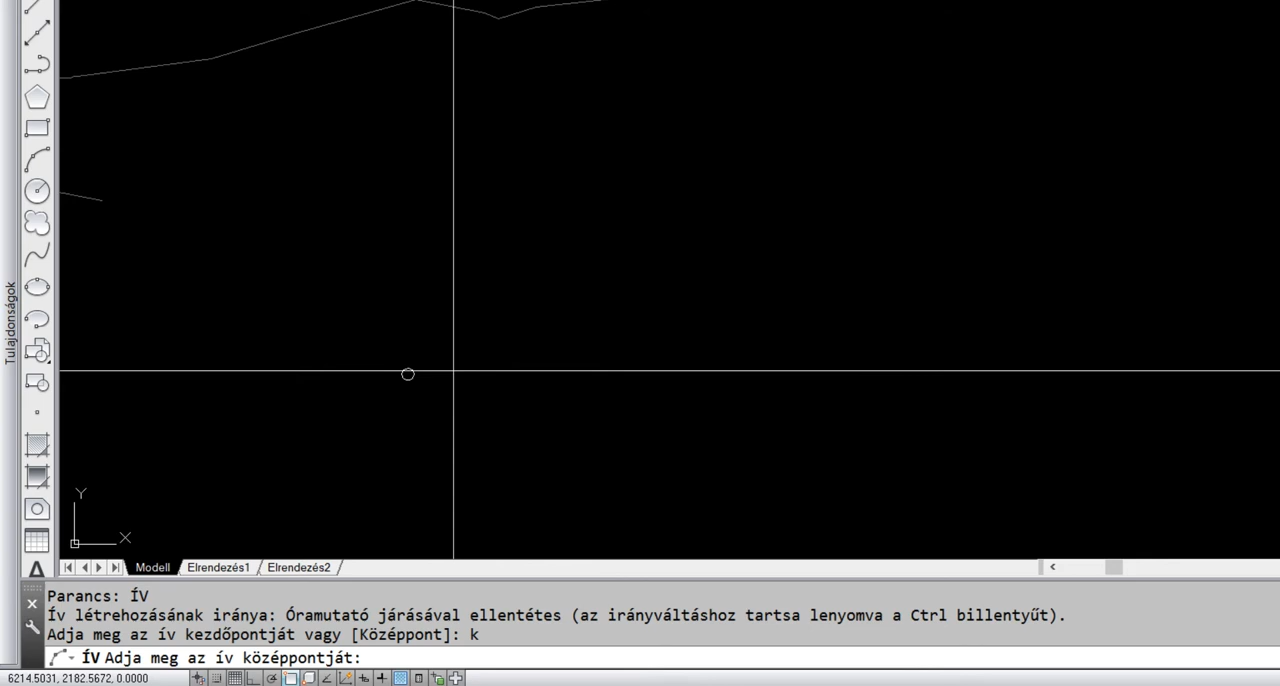 Tulajdonságok
Y
X
Modell
Elrendezés1
Elrendezés2
Parancs: ÍV
Ív létrehozásának iránya: Óramutató járásával ellentétes (az irányváltáshoz tartsa lenyomva a Ctrl billentyűt).
Adja meg az ív kezdőpontját vagy [Középpont]: k
ÍV Adja meg az ív középpontját:
6214.5031, 2182.5672, 0.0000